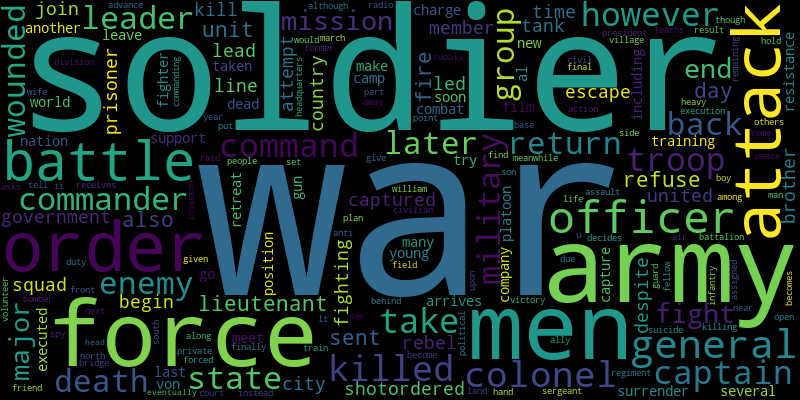 join although advance radio
another leader kill mission charge time however
leave unit attempt member tank new though
wounded soldier attack
would march former supply president learns result hold
taken lead fire group village remaining
division fighter commanding headquarters make camp country led soon combat film action escape end day including civil final resistance
prisoner line dead part away point al base heavy execution others
world wife year put back
nation support command later return training come
battle raid people set give meanwhile find try side troop peace
commander tell ii receives asks invasion refuse boy among man brother
government also retreat gun captured william civilian son assault life united
war military platoon officer
order duty given go position plan anti many young field u decides due air battalion
enemy company capture guard fellow assigned infantry near becomes
squad begin lieutenant fighting behind arrives upon victory despite bomber
volunteer front army
force sent take men fight suicide killing open
major executed spy next along meet see lt rebel political ally general
head south private finally
north bridge forced train become killed colonel captain
death last von state city shotordered regiment surrender several
friend eventually court instead land hand sergeant